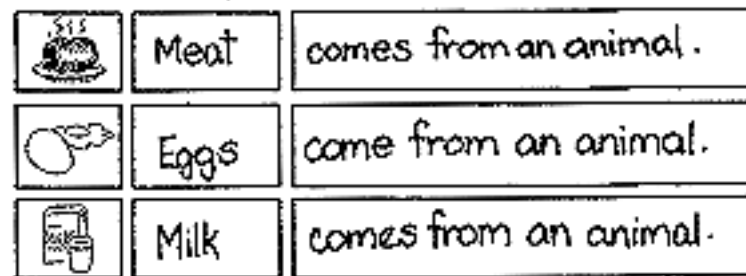 Meat comes from an animal.
Eggs come from an animal.
Milk comes from an animal.